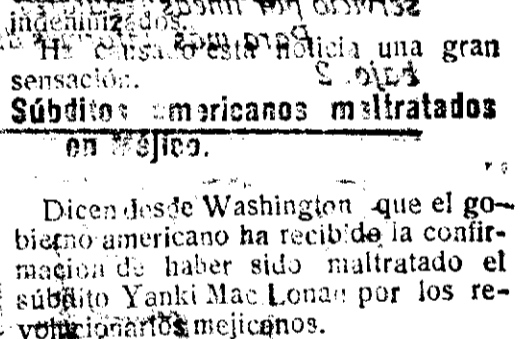 indemnizados.
Ha causado esta noticia una gran
sensación.
Súbditos americanos maltratados
en Méjico.
Dicen desde Washington que el go-
bierno americano ha recibido la confir-
mación de haber sido maltratado el
súbdito Yanki Mac Lonan por los re-
volucionarios mejicanos.